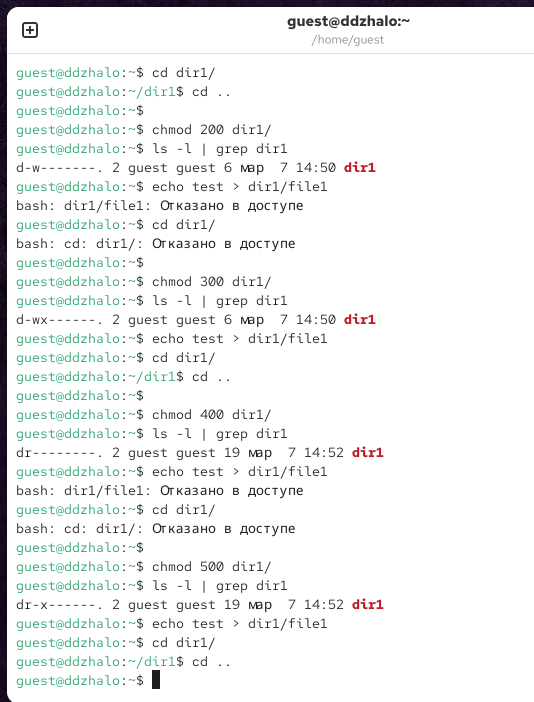 guest@ddzhalo:~
/home/guest
guest@ddzhalo:~$ cd dir1/
guest@ddzhalo:~/dir1$ cd ..
guest@ddzhalo:~$
guest@ddzhalo:~$ chmod 200 dir1/
guest@ddzhalo:~$ ls -l | grep dir1
d-w-------. 2 guest guest 6 мар  7 14:50 dir1
guest@ddzhalo:~$ echo test > dir1/file1
bash: dir1/file1: Отказано в доступе
guest@ddzhalo:~$ cd dir1/
bash: cd: dir1/: Отказано в доступе
guest@ddzhalo:~$
guest@ddzhalo:~$ chmod 300 dir1/
guest@ddzhalo:~$ ls -l | grep dir1
d-wx------. 2 guest guest 6 мар  7 14:50 dir1
guest@ddzhalo:~$ echo test > dir1/file1
guest@ddzhalo:~$ cd dir1/
guest@ddzhalo:~/dir1$ cd ..
guest@ddzhalo:~$
guest@ddzhalo:~$ chmod 400 dir1/
guest@ddzhalo:~$ ls -l | grep dir1
dr--------. 2 guest guest 19 мар  7 14:52 dir1
guest@ddzhalo:~$ echo test > dir1/file1
bash: dir1/file1: Отказано в доступе
guest@ddzhalo:~$ cd dir1/
bash: cd: dir1/: Отказано в доступе
guest@ddzhalo:~$
guest@ddzhalo:~$ chmod 500 dir1/
guest@ddzhalo:~$ ls -l | grep dir1
dr-x------. 2 guest guest 19 мар  7 14:52 dir1
guest@ddzhalo:~$ echo test > dir1/file1
guest@ddzhalo:~$ cd dir1/
guest@ddzhalo:~/dir1$ cd ..
guest@ddzhalo:~$